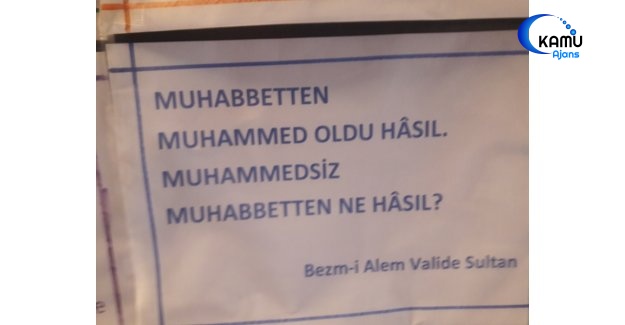 KAMU
Ajans
MUHABBETTEN
MUHAMMED OLDU HÂSIL.
MUHAMMEDSİZ
MUHABBETTEN NE HÂSIL?
Bezm-i Alem Valide Sultan
e